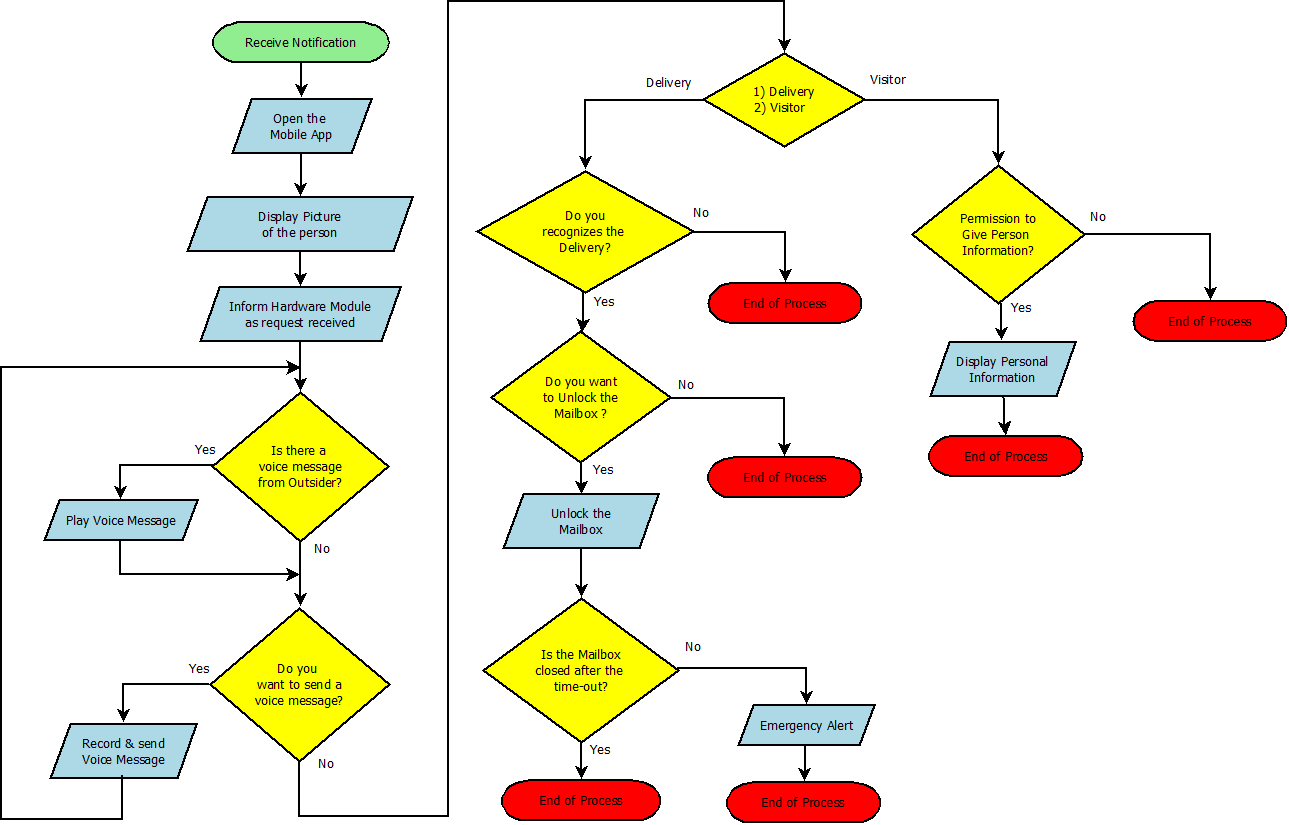 Receive Notification
Open the
Mobile App
Display Picture
of the person
Inform Hardware Module
as request received
Is there a
voice message
from Outsider?
Yes
Play Voice Message
No
Do you
want to send a
voice message?
Yes
Record & send
Voice Message
No
1) Delivery
2) Visitor
Delivery
Visitor
Do you
recognizes the
Delivery?
No
End of Process
Yes
Do you want
to Unlock the
Mailbox ?
No
End of Process
Yes
Unlock the
Mailbox
Is the Mailbox
closed after the
time-out?
No
Emergency Alert
End of Process
Yes
End of Process
Permission to
Give Person
Information?
No
End of Process
Yes
Display Personal
Information
End of Process